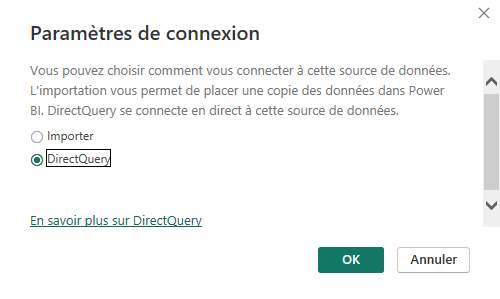 Paramètres de connexion
Vous pouvez choisir comment vous connecter à cette source de données.
L'importation vous permet de placer une copie des données dans Power
BI. DirectQuery se connecte en direct à cette source de données.
Importer
DirectQuery
En savoir plus sur DirectQuery
OK
Annuler